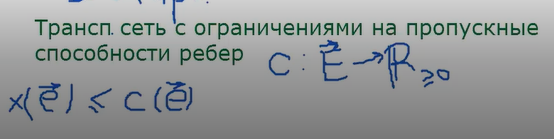 Трансп. сеть с ограничениями на пропускные
способности ребер C : E⃗ → ℝ≥0
x(e⃗) ≤ c(e⃗)